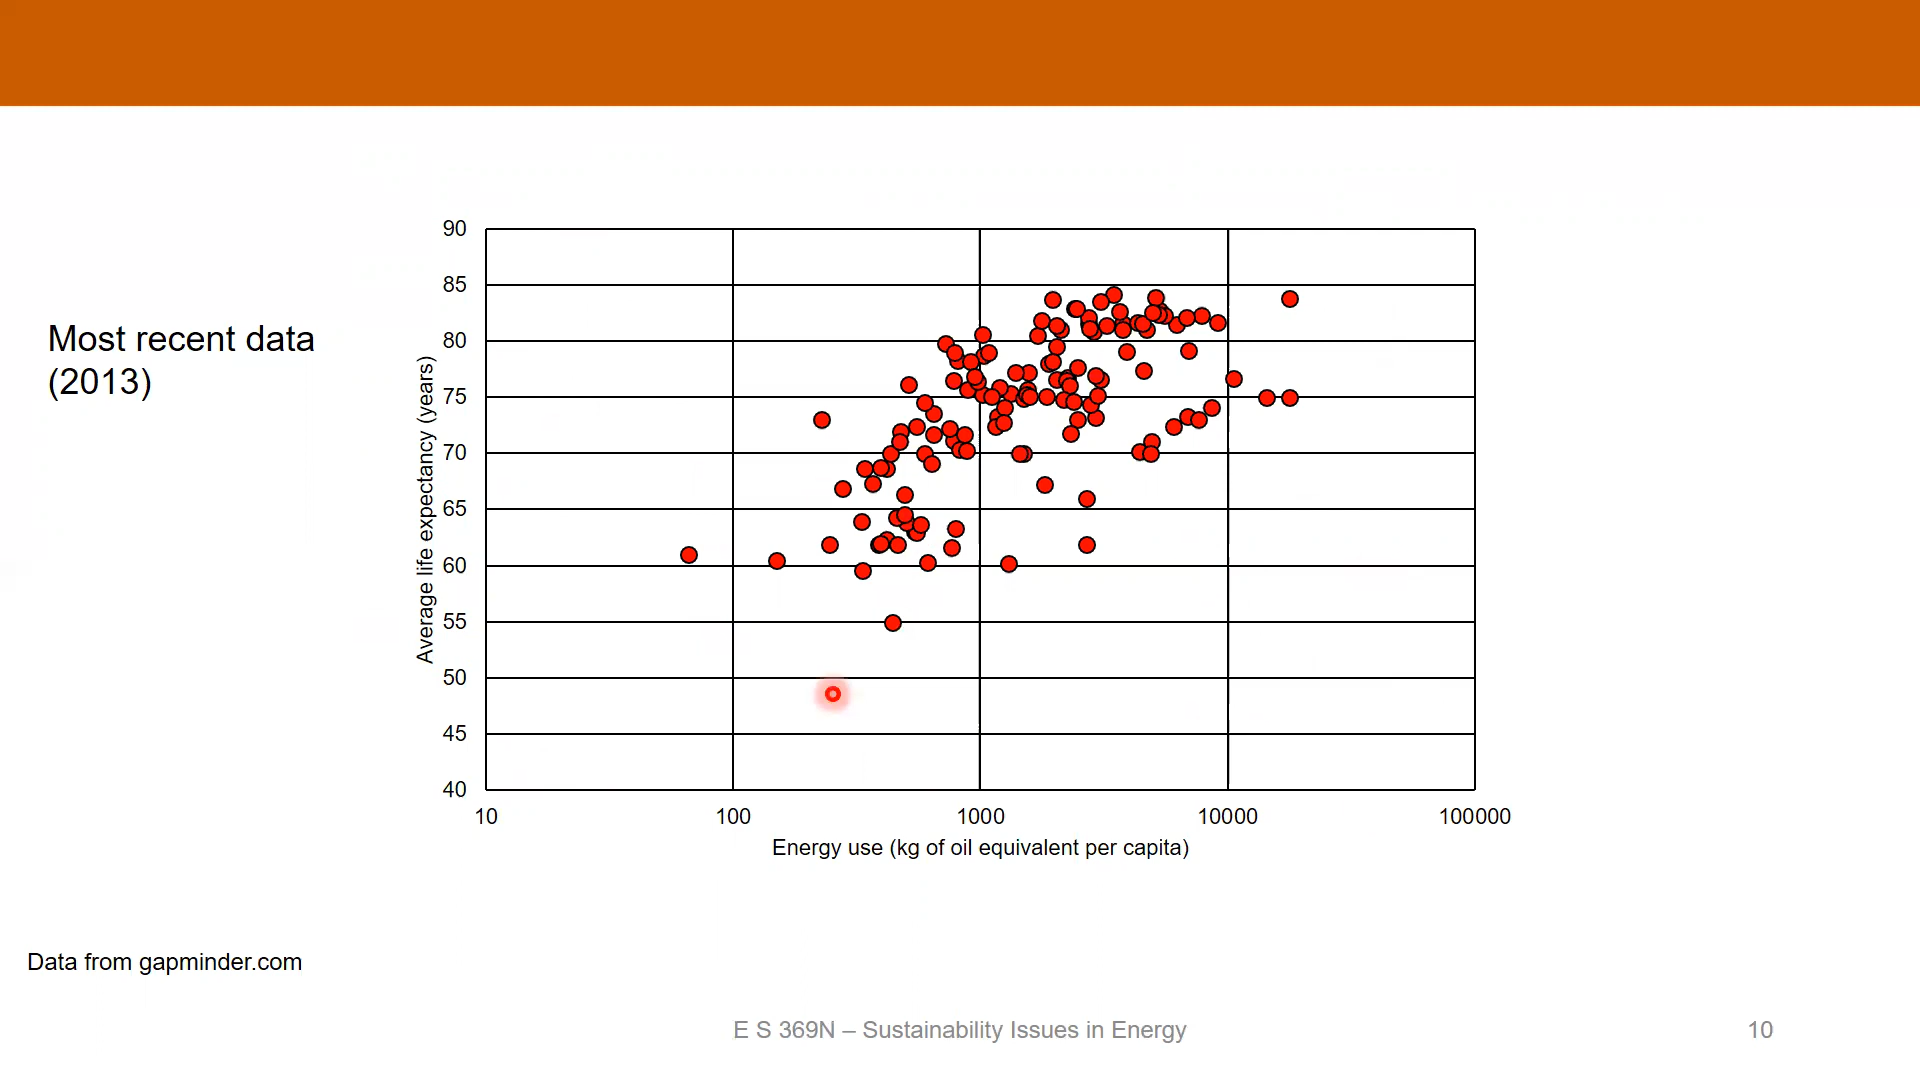 Most recent data
(2013)
Average life expectancy (years)
90
85
80
75
70
65
60
55
50
45
40
10 100 1000 10000 100000
Energy use (kg of oil equivalent per capita)
Data from gapminder.com
E S 369N – Sustainability Issues in Energy
10